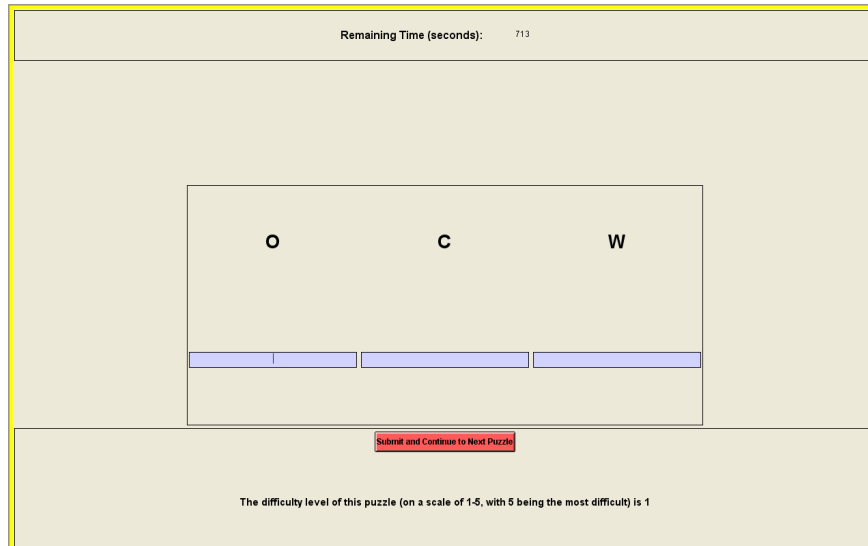 Remaining Time (seconds): 713
O C W
Submit and Continue to Next Puzzle
The difficulty level of this puzzle (on a scale of 1-5, with 5 being the most difficult) is 1